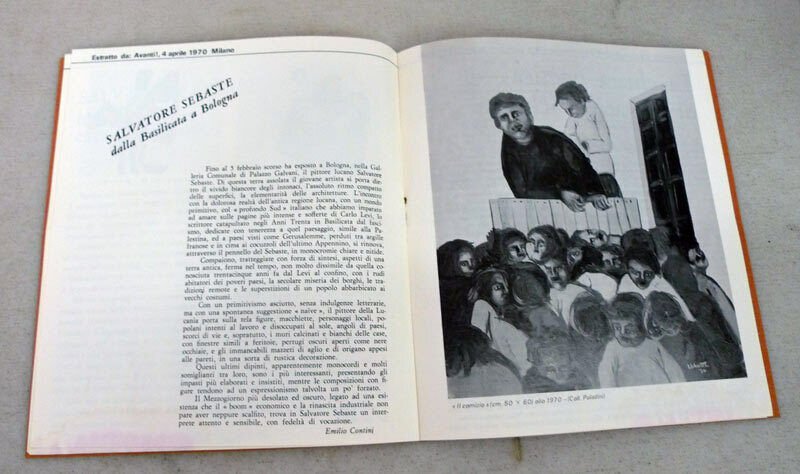 Estratto da: Avanti!, 4 aprile 1970 Milano
SALVATORE SEBASTE
dalla Basilicata a Bologna
Fino al 3 febbraio scorso ha esposto a Bologna, nella Gal-
leria Comunale di Palazzo Galvani, il pittore lucano Salvatore
Sebaste. Di questa terra assolata il giovane artista si porta die-
tro il vivido biancore degli intonaci, l'assoluto ritmo compatto
delle superfici, la elementarità delle architetture. L'incontro
con la dolorosa realtà dell'antica regione lucana, con un mondo
primitivo, col « profondo Sud » italiano che abbiamo imparato
ad amare sulle pagine più intense e sofferte di Carlo Levi, lo
scrittore catapultato negli Anni Trenta in Basilicata dal fasci-
smo, dedicate con tenerezza a quel paesaggio, simile alla Pa-
lestina, ed a paesi visti come Gerusalemme, perduti tra argille
franose e in cima ai cocuzzoli dell'ultimo Appennino, si rinnova,
attraverso il pennello del Sebaste, in monocromie chiare e nitide.
Compaiono, tratteggiate con forza di sintesi, aspetti di una
terra antica, ferma nel tempo, non molto dissimile da quella co-
nosciuta trentacinque anni fa dal Levi al confino, con i rudi
abitatori dei poveri paesi, la secolare miseria dei borghi, le tra-
dizioni remote e le superstizioni di un popolo abbarbicato ai
vecchi costumi.
Con un primitivismo asciutto, senza indulgenze letterarie,
ma con una spontanea suggestione « naïve », il pittore della Lu-
cania porta sulla tela figure, macchiette, personaggi locali, po-
polani intenti al lavoro e disoccupati al sole, angoli di paesi,
scorci di vie e, soprattutto, i muri calcinati e bianchi delle case,
con finestre simili a feritoie, pertugi oscuri aperti come nere
occhiaie, e gli immancabili mazzetti di aglio e di origano appesi
alle pareti, in una sorta di rustica decorazione.
Questi ultimi dipinti, apparentemente monocordi e molto
somiglianti tra loro, sono i più interessanti, presentando gli
impasti più elaborati e insistiti, mentre le composizioni con fi-
gure tendono ad un espressionismo talvolta un po' forzato.
Il Mezzogiorno più desolato ed oscuro, legato ad una esi-
stenza che il « boom » economico e la rinascita industriale non
pare aver neppure scalfito, trova in Salvatore Sebaste un inter-
prete attento e sensibile, con fedeltà di vocazione.
Emilio Contini
« Il comizio » (cm. 50 × 60) olio 1970 - (Coll. Paladini)